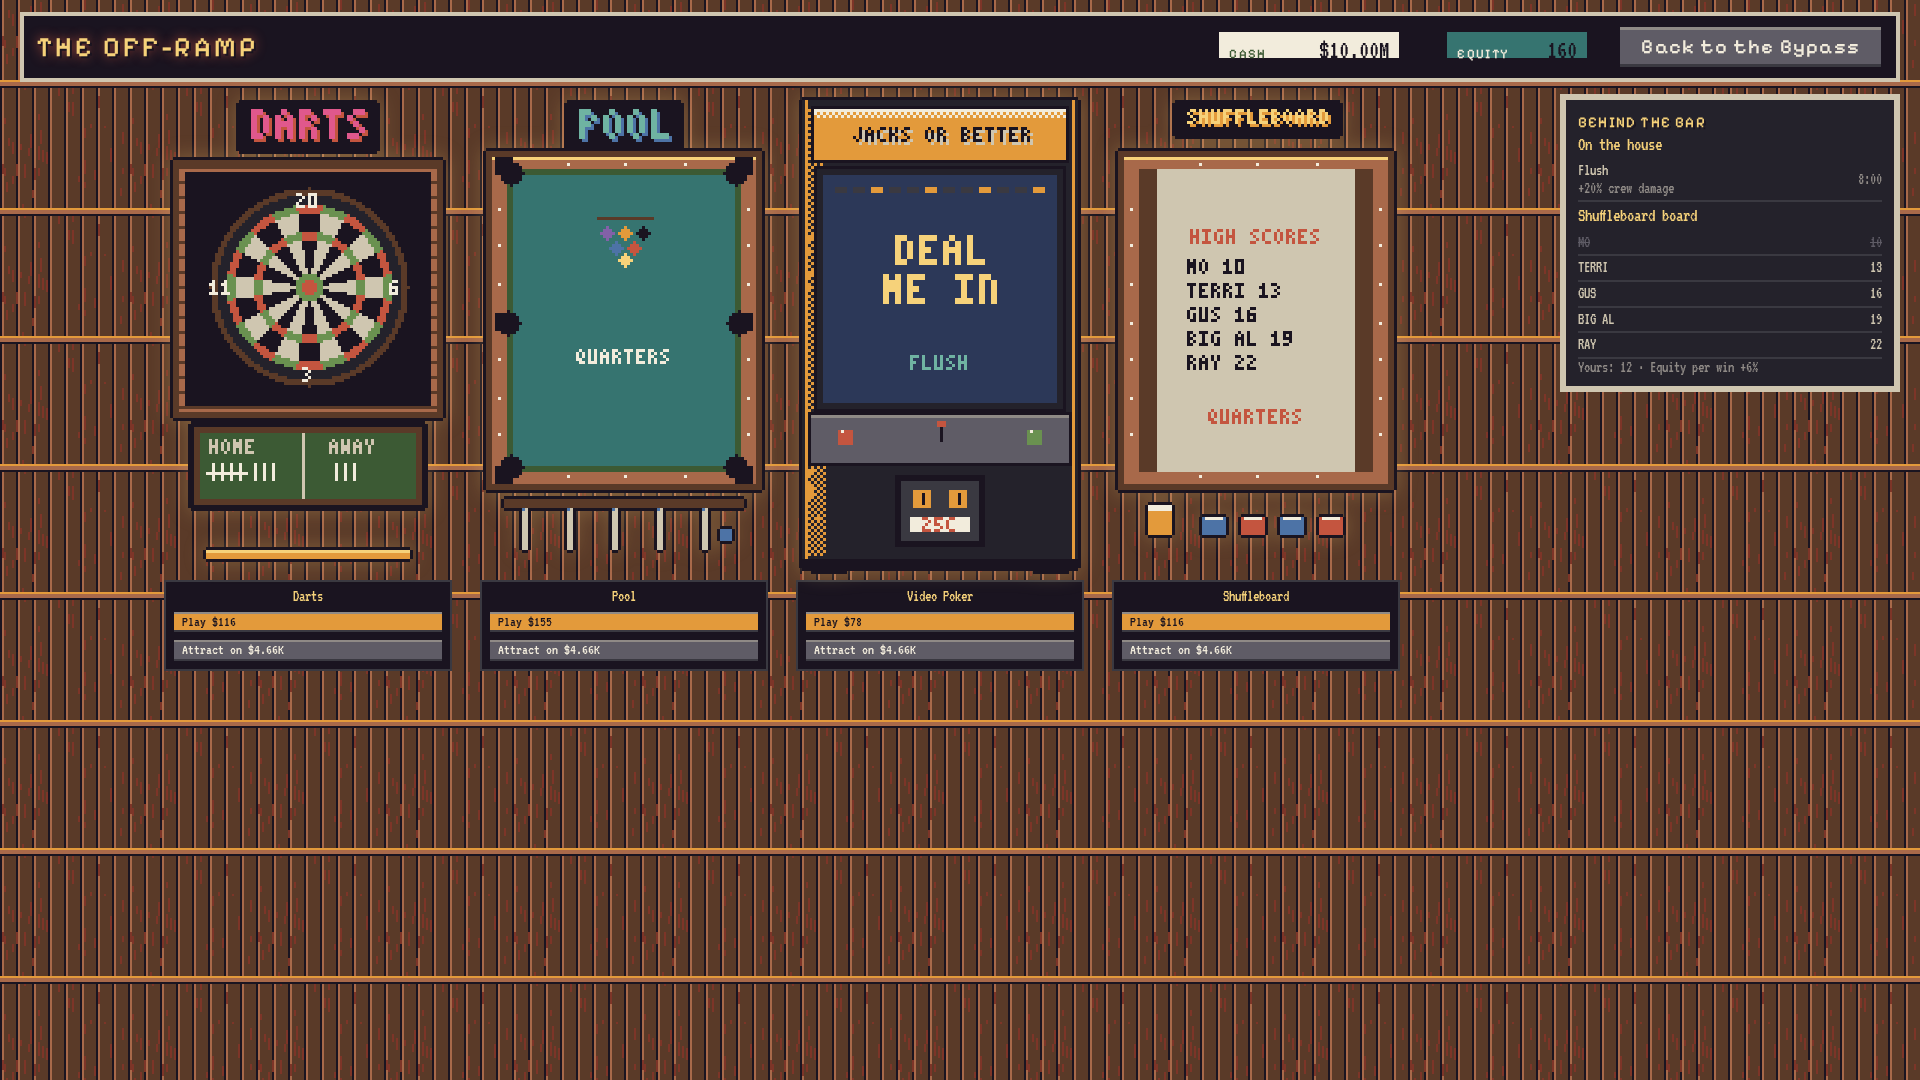 THE OFF-RAMP
CASH $10.00M
EQUITY 160
Back to the Bypass
DARTS
20
11
6
3
HOME
AWAY
Darts
Play $116
Attract on $4.66K
POOL
QUARTERS
Pool
Play $155
Attract on $4.66K
JACKS OR BETTER
DEAL
ME IN
FLUSH
25C
Video Poker
Play $78
Attract on $4.66K
SHUFFLEBOARD
HIGH SCORES
MO 10
TERRI 13
GUS 16
BIG AL 19
RAY 22
QUARTERS
Shuffleboard
Play $116
Attract on $4.66K
BEHIND THE BAR
On the house
Flush
+20% crew damage
8:00
Shuffleboard board
MO 10
TERRI 13
GUS 16
BIG AL 19
RAY 22
Yours: 12 · Equity per win +6%